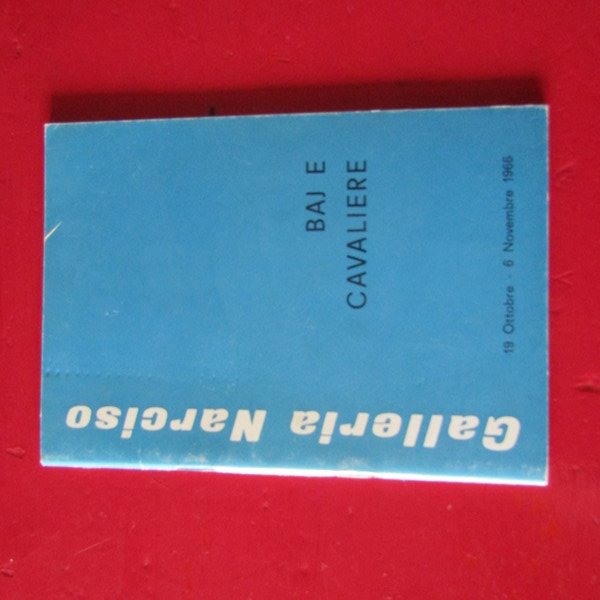 Galleria Narciso
BAJ E
CAVALIERE
19 Ottobre - 6 Novembre 1966